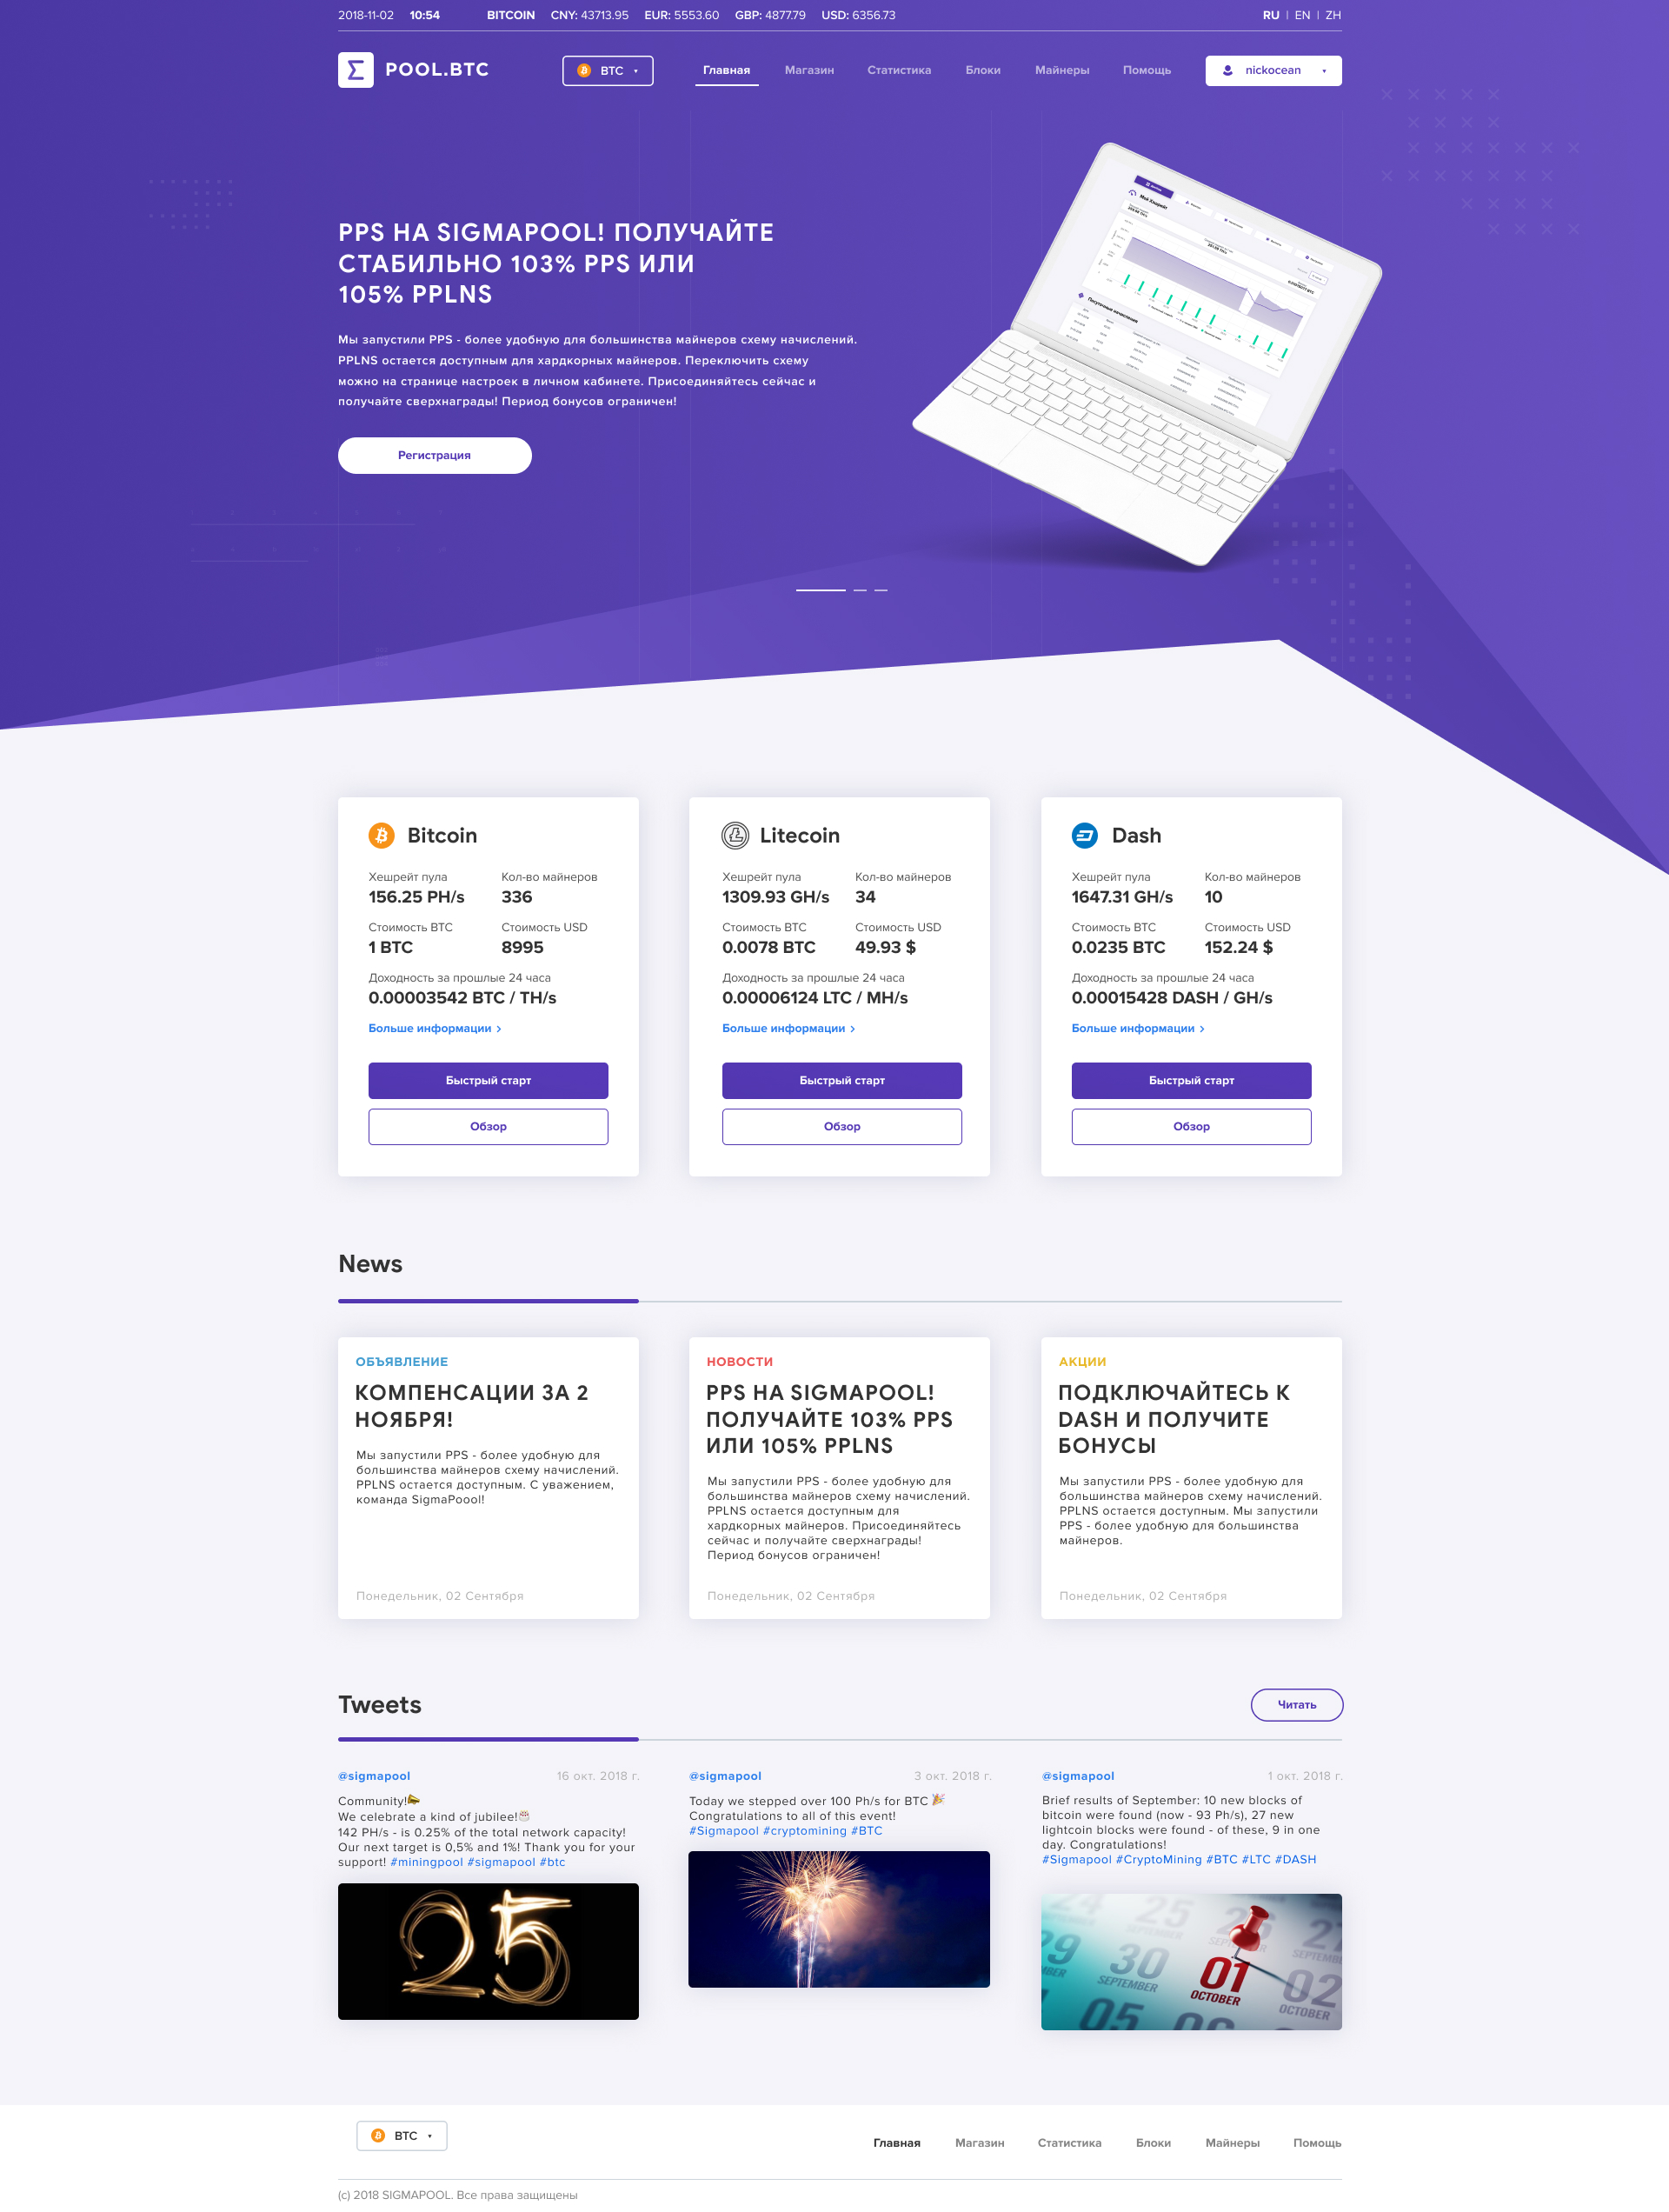 2018-11-02 10:54 BITCOIN CNY: 43713.95 EUR: 5553.60 GBP: 4877.79 USD: 6356.73 RU | EN | ZH
Σ POOL.BTC BTC Главная Магазин Статистика Блоки Майнеры Помощь nickocean
PPS НА SIGMAPOOL! ПОЛУЧАЙТЕ
СТАБИЛЬНО 103% PPS ИЛИ
105% PPLNS
Мы запустили PPS - более удобную для большинства майнеров схему начислений.
PPLNS остается доступным для хардкорных майнеров. Переключить схему
можно на странице настроек в личном кабинете. Присоединяйтесь сейчас и
получайте сверхнаграды! Период бонусов ограничен!
Регистрация
Мой Хэшрейт
Bitcoin
Хешрейт пула Кол-во майнеров
156.25 PH/s 336
Стоимость BTC Стоимость USD
1 BTC 8995
Доходность за прошлые 24 часа
0.00003542 BTC / TH/s
Больше информации >
Быстрый старт
Обзор
Litecoin
Хешрейт пула Кол-во майнеров
1309.93 GH/s 34
Стоимость BTC Стоимость USD
0.0078 BTC 49.93 $
Доходность за прошлые 24 часа
0.00006124 LTC / MH/s
Больше информации >
Быстрый старт
Обзор
Dash
Хешрейт пула Кол-во майнеров
1647.31 GH/s 10
Стоимость BTC Стоимость USD
0.0235 BTC 152.24 $
Доходность за прошлые 24 часа
0.00015428 DASH / GH/s
Больше информации >
Быстрый старт
Обзор
News
ОБЪЯВЛЕНИЕ
КОМПЕНСАЦИИ ЗА 2
НОЯБРЯ!
Мы запустили PPS - более удобную для
большинства майнеров схему начислений.
PPLNS остается доступным. С уважением,
команда SigmaPoool!
Понедельник, 02 Сентября
НОВОСТИ
PPS НА SIGMAPOOL!
ПОЛУЧАЙТЕ 103% PPS
ИЛИ 105% PPLNS
Мы запустили PPS - более удобную для
большинства майнеров схему начислений.
PPLNS остается доступным для
хардкорных майнеров. Присоединяйтесь
сейчас и получайте сверхнаграды!
Период бонусов ограничен!
Понедельник, 02 Сентября
АКЦИИ
ПОДКЛЮЧАЙТЕСЬ К
DASH И ПОЛУЧИТЕ
БОНУСЫ
Мы запустили PPS - более удобную для
большинства майнеров схему начислений.
PPLNS остается доступным. Мы запустили
PPS - более удобную для большинства
майнеров.
Понедельник, 02 Сентября
Tweets Читать
@sigmapool 16 окт. 2018 г.
Community!
We celebrate a kind of jubilee!
142 PH/s - is 0.25% of the total network capacity!
Our next target is 0,5% and 1%! Thank you for your
support! #miningpool #sigmapool #btc
25
@sigmapool 3 окт. 2018 г.
Today we stepped over 100 Ph/s for BTC
Congratulations to all of this event!
#Sigmapool #cryptomining #BTC
@sigmapool 1 окт. 2018 г.
Brief results of September: 10 new blocks of
bitcoin were found (now - 93 Ph/s), 27 new
lightcoin blocks were found - of these, 9 in one
day. Congratulations!
#Sigmapool #CryptoMining #BTC #LTC #DASH
24 25 26 27
30 01 02
SEPTEMBER OCTOBER OCTOBER
05
BTC Главная Магазин Статистика Блоки Майнеры Помощь
(c) 2018 SIGMAPOOL. Все права защищены